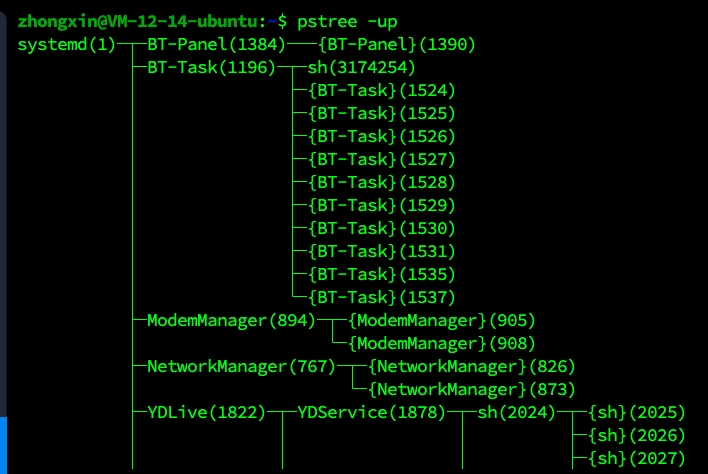 zhongxin@VM-12-14-ubuntu:~$ pstree -up
systemd(1)─┬─BT-Panel(1384)───{BT-Panel}(1390)
           ├─BT-Task(1196)─┬─sh(3174254)
           │               ├─{BT-Task}(1524)
           │               ├─{BT-Task}(1525)
           │               ├─{BT-Task}(1526)
           │               ├─{BT-Task}(1527)
           │               ├─{BT-Task}(1528)
           │               ├─{BT-Task}(1529)
           │               ├─{BT-Task}(1530)
           │               ├─{BT-Task}(1531)
           │               ├─{BT-Task}(1535)
           │               └─{BT-Task}(1537)
           ├─ModemManager(894)─┬─{ModemManager}(905)
           │                   └─{ModemManager}(908)
           ├─NetworkManager(767)─┬─{NetworkManager}(826)
           │                     └─{NetworkManager}(873)
           ├─YDLive(1822)─┬─YDService(1878)─┬─sh(2024)─┬─{sh}(2025)
           │              │                 │          ├─{sh}(2026)
           │              │                 │          ├─{sh}(2027)